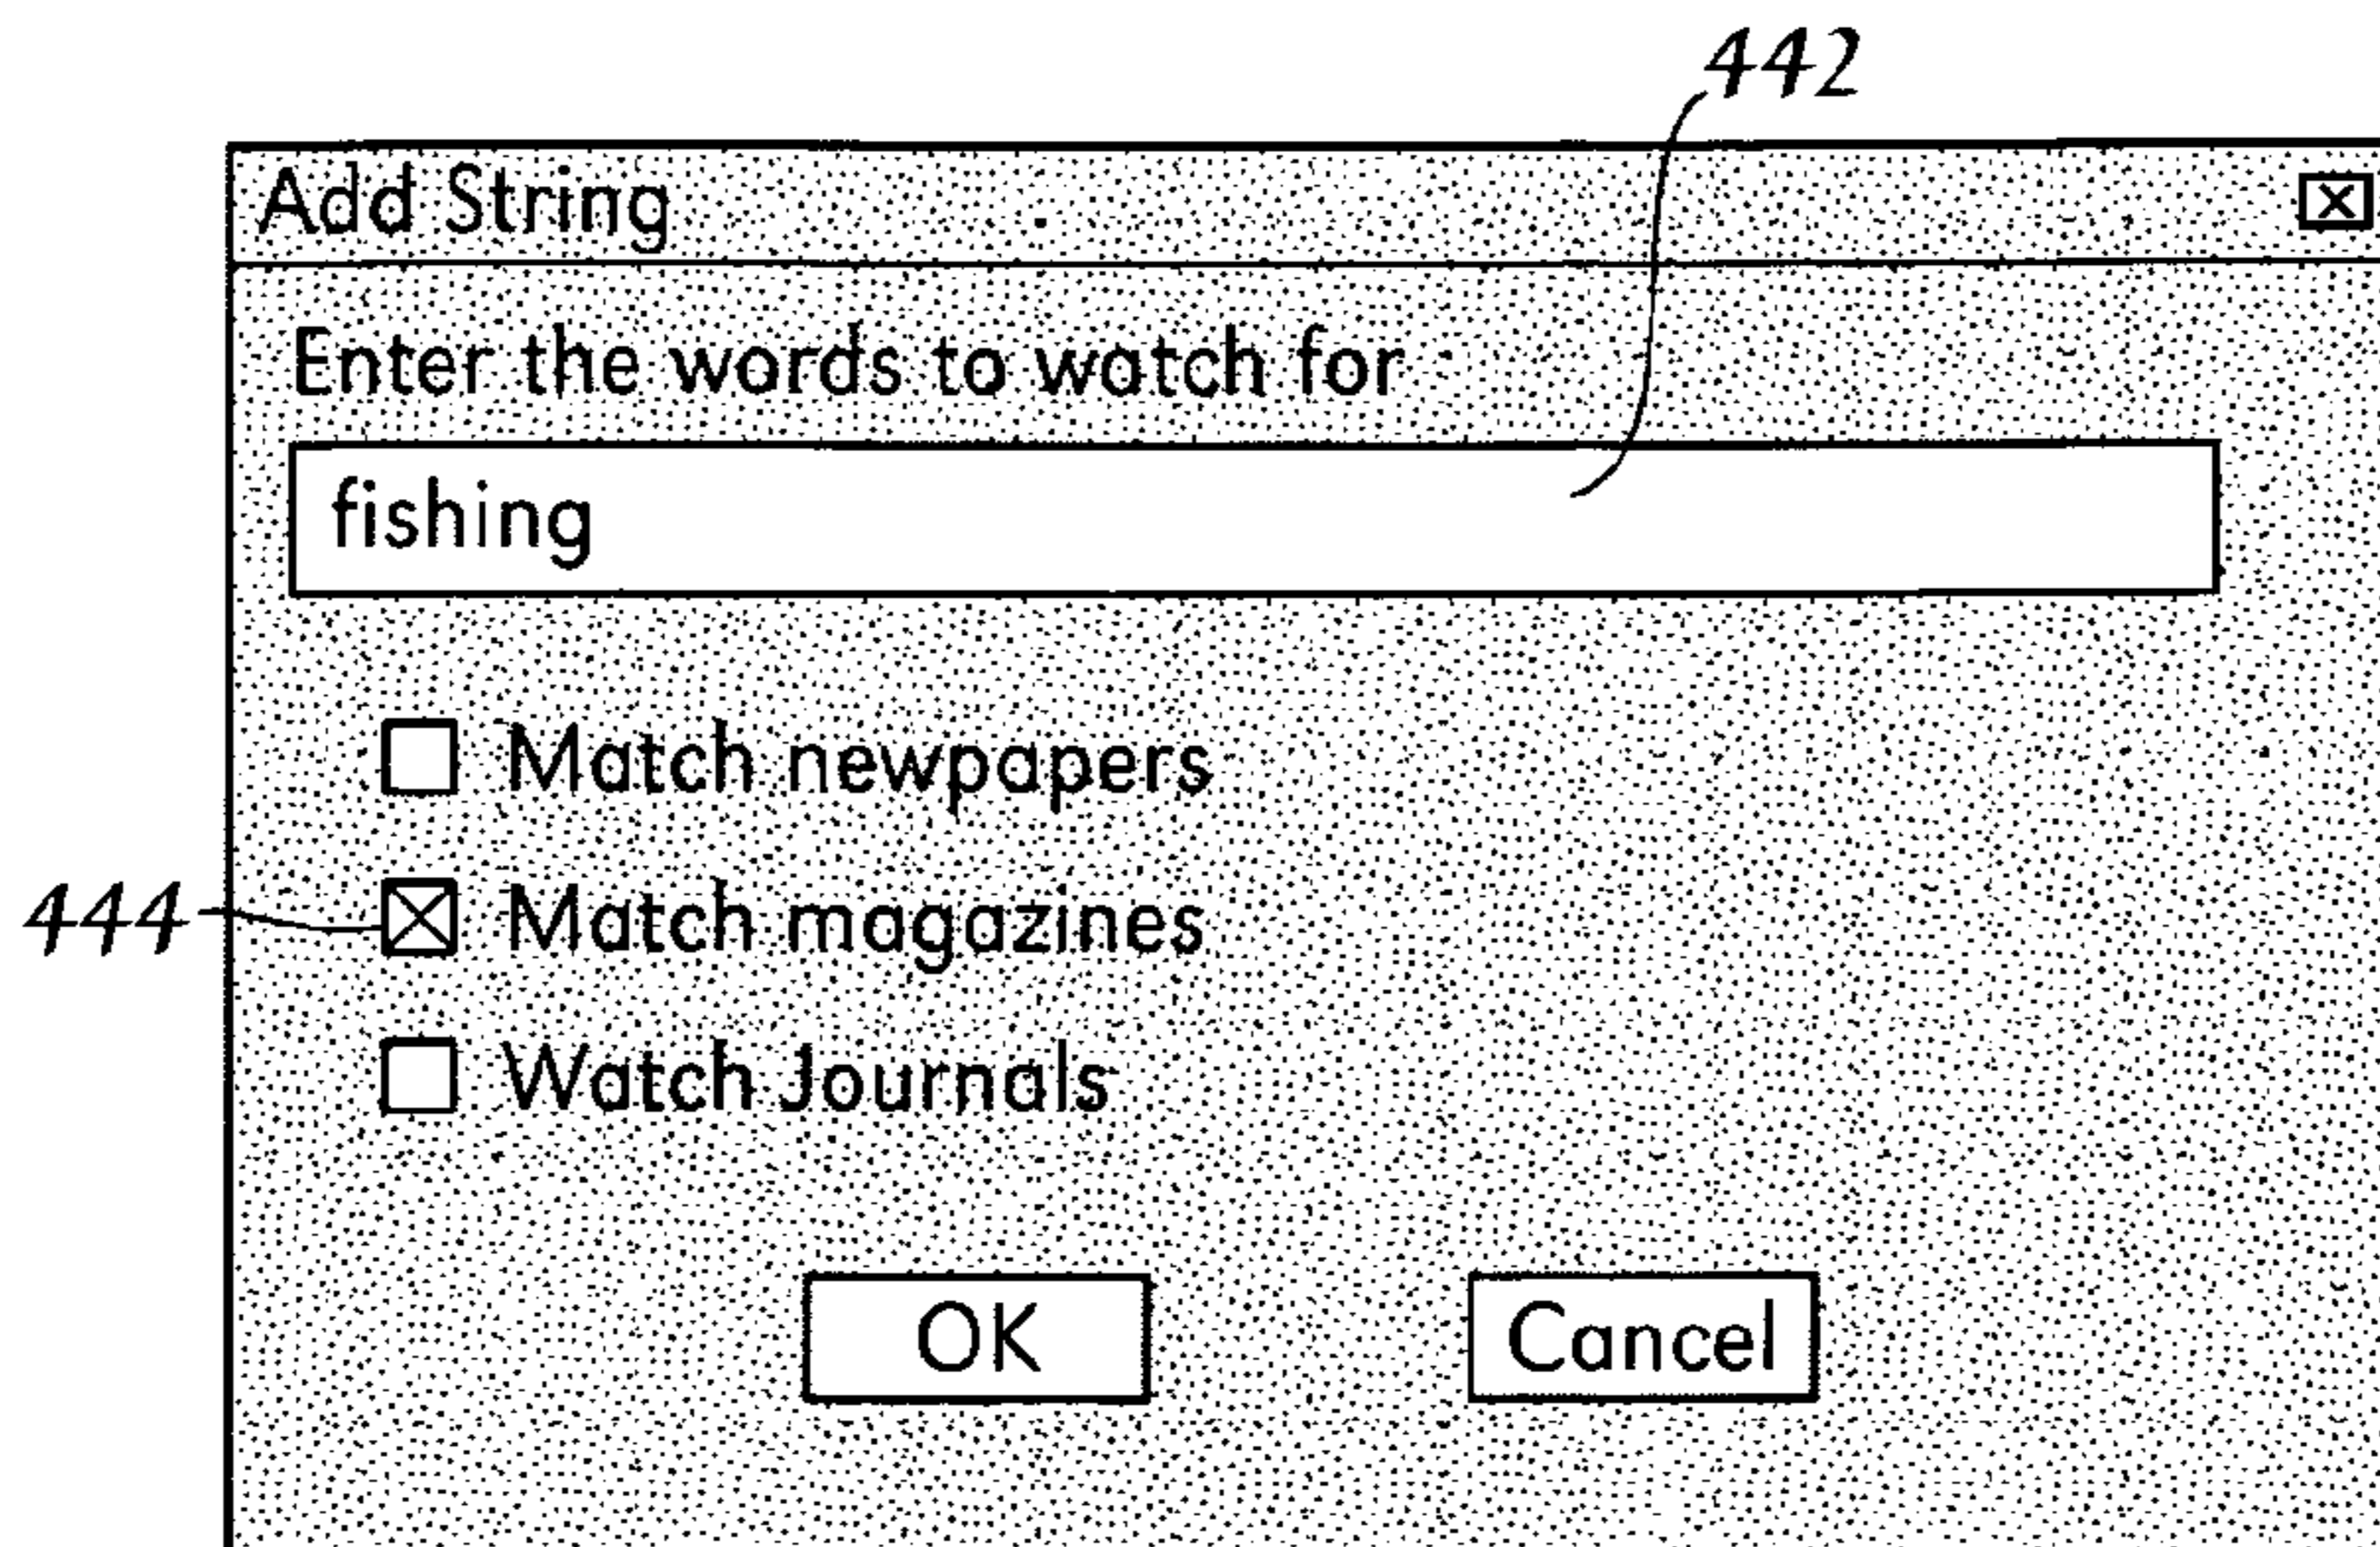 442
Add String
Enter the words to watch for
fishing
Match newpapers
444 Match magazines
Watch Journals
OK Cancel